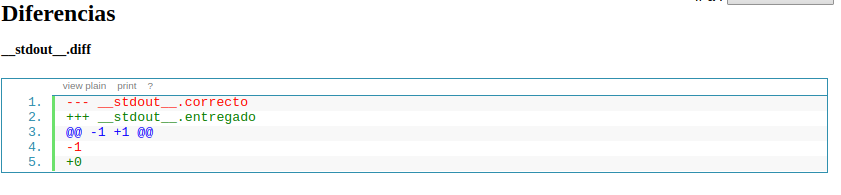 Diferencias
__stdout__.diff
view plain print ?
1. --- __stdout__.correcto
2. +++ __stdout__.entregado
3. @@ -1 +1 @@
4. -1
5. +0